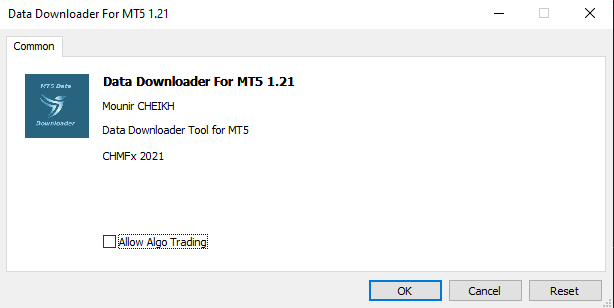 Data Downloader For MT5 1.21
Common
MT5 Data
Downloader
Data Downloader For MT5 1.21
Mounir CHEIKH
Data Downloader Tool for MT5
CHMFx 2021
Allow Algo Trading
OK
Cancel
Reset